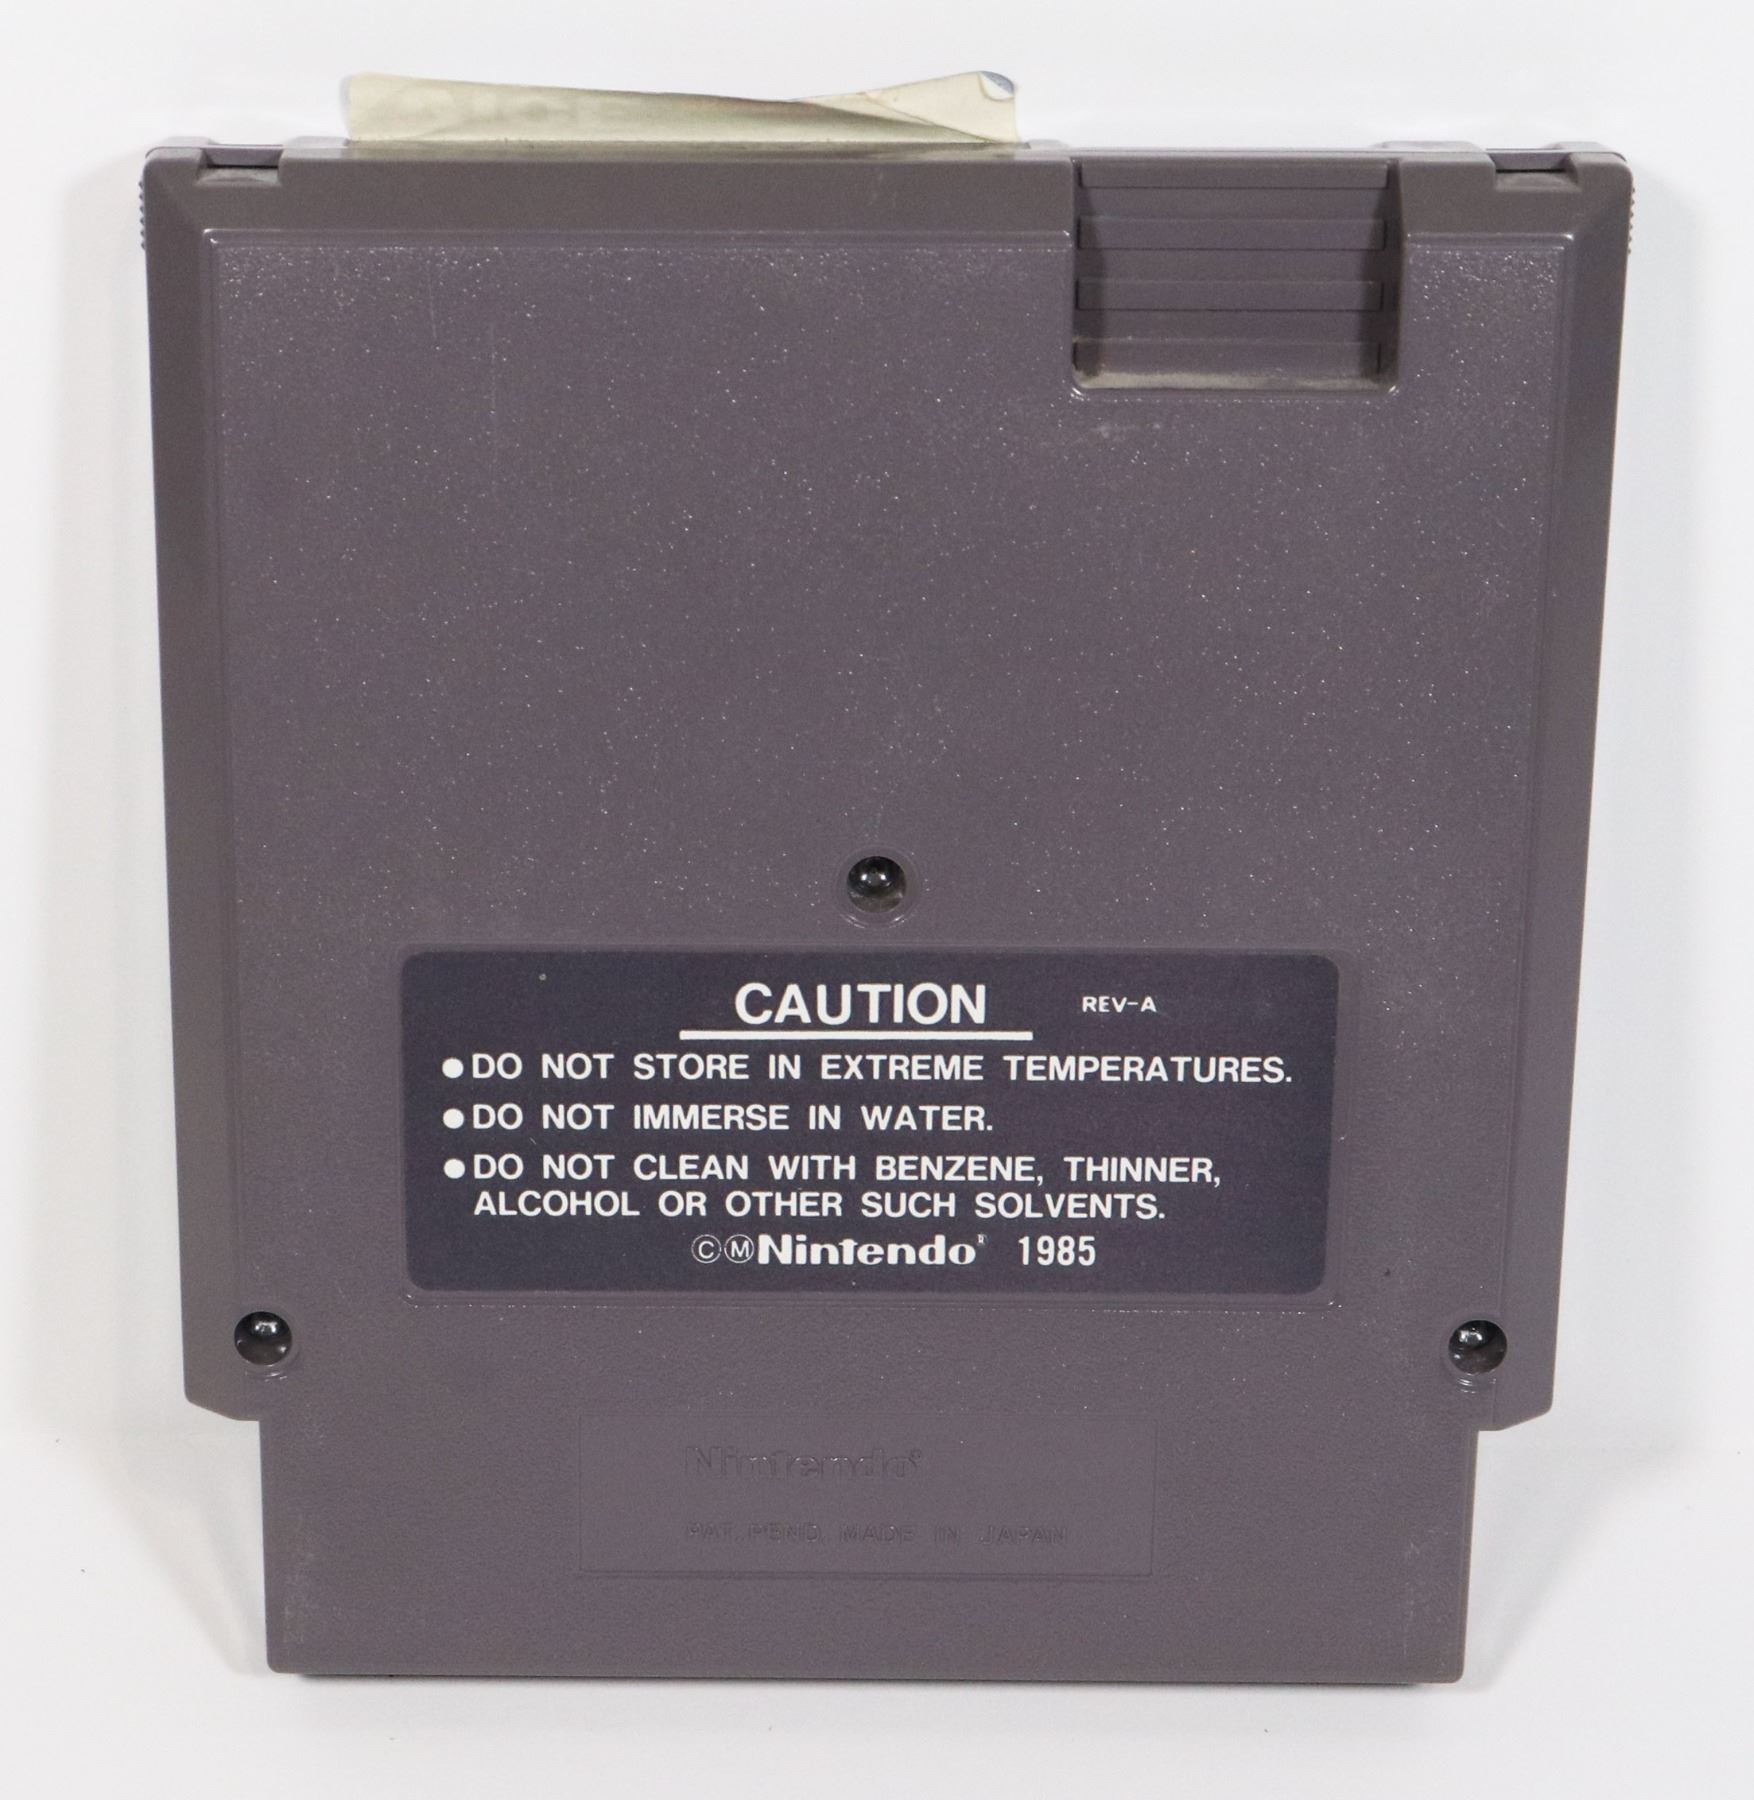 CAUTION REV-A
●DO NOT STORE IN EXTREME TEMPERATURES.
●DO NOT IMMERSE IN WATER.
●DO NOT CLEAN WITH BENZENE, THINNER,
ALCOHOL OR OTHER SUCH SOLVENTS.
©ⓂNintendo® 1985
Nintendo®
PAT. PEND. MADE IN JAPAN